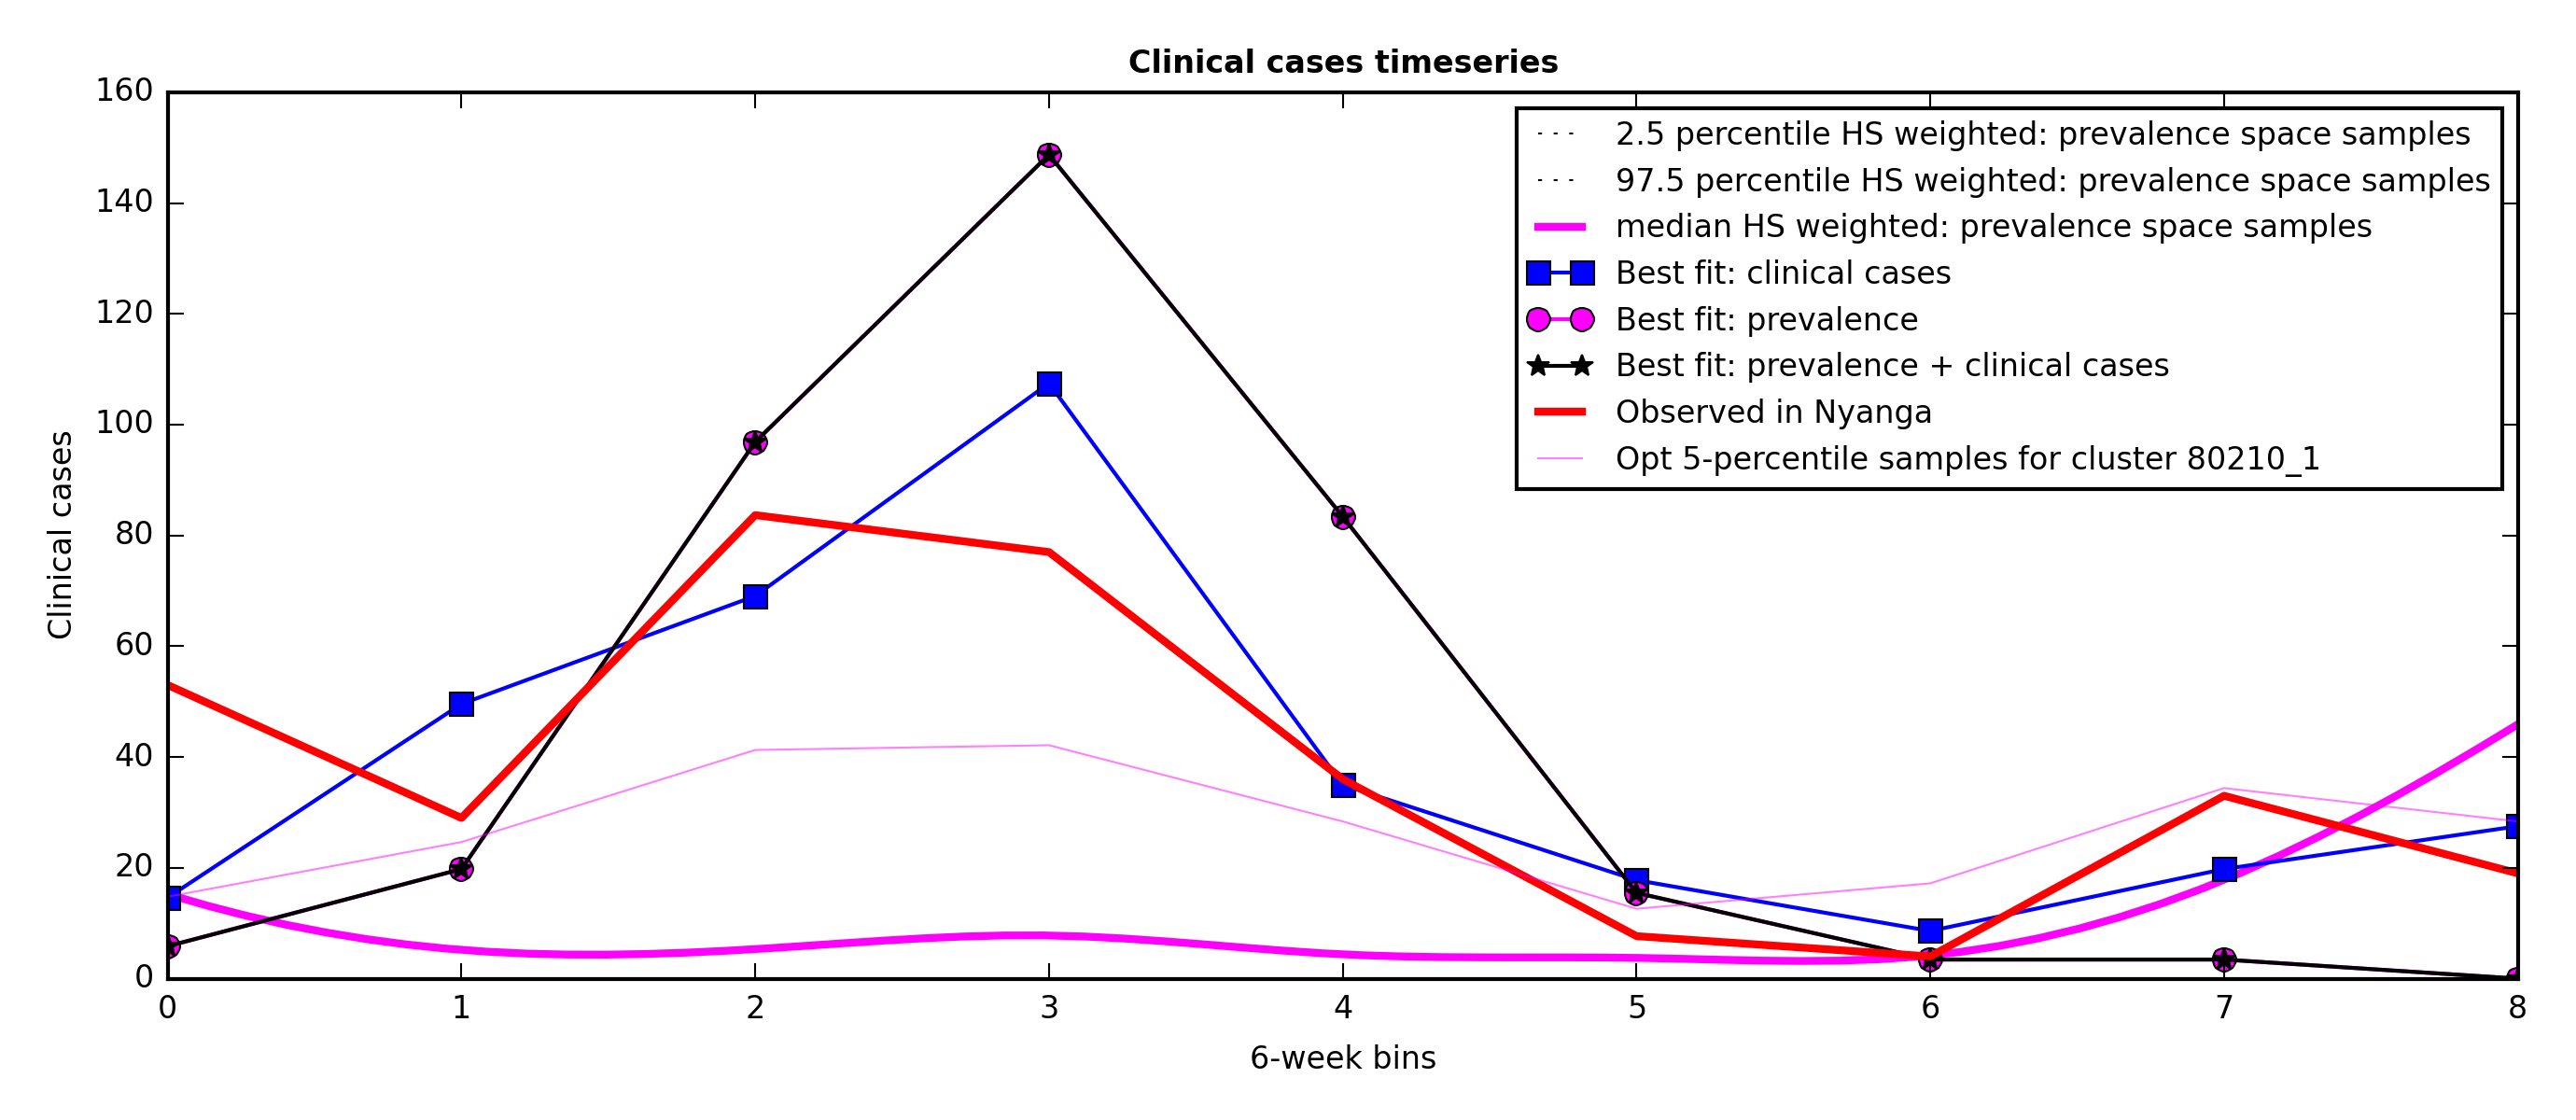 Clinical cases timeseries
160
140
120
100
80
60
40
20
0
Clinical cases
2.5 percentile HS weighted: prevalence space samples
97.5 percentile HS weighted: prevalence space samples
median HS weighted: prevalence space samples
Best fit: clinical cases
Best fit: prevalence
Best fit: prevalence + clinical cases
Observed in Nyanga
Opt 5-percentile samples for cluster 80210_1
0 1 2 3 4 5 6 7 8
6-week bins